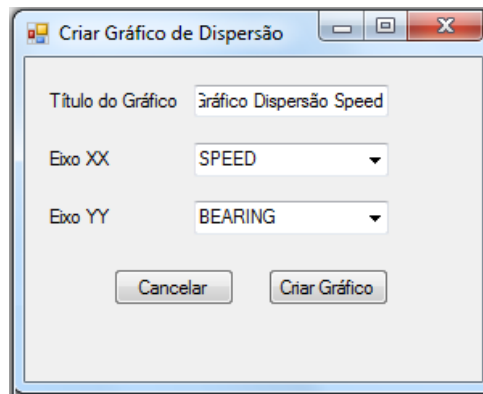 Criar Gráfico de Dispersão
Título do Gráfico Gráfico Dispersão Speed
Eixo XX SPEED
Eixo YY BEARING
Cancelar Criar Gráfico